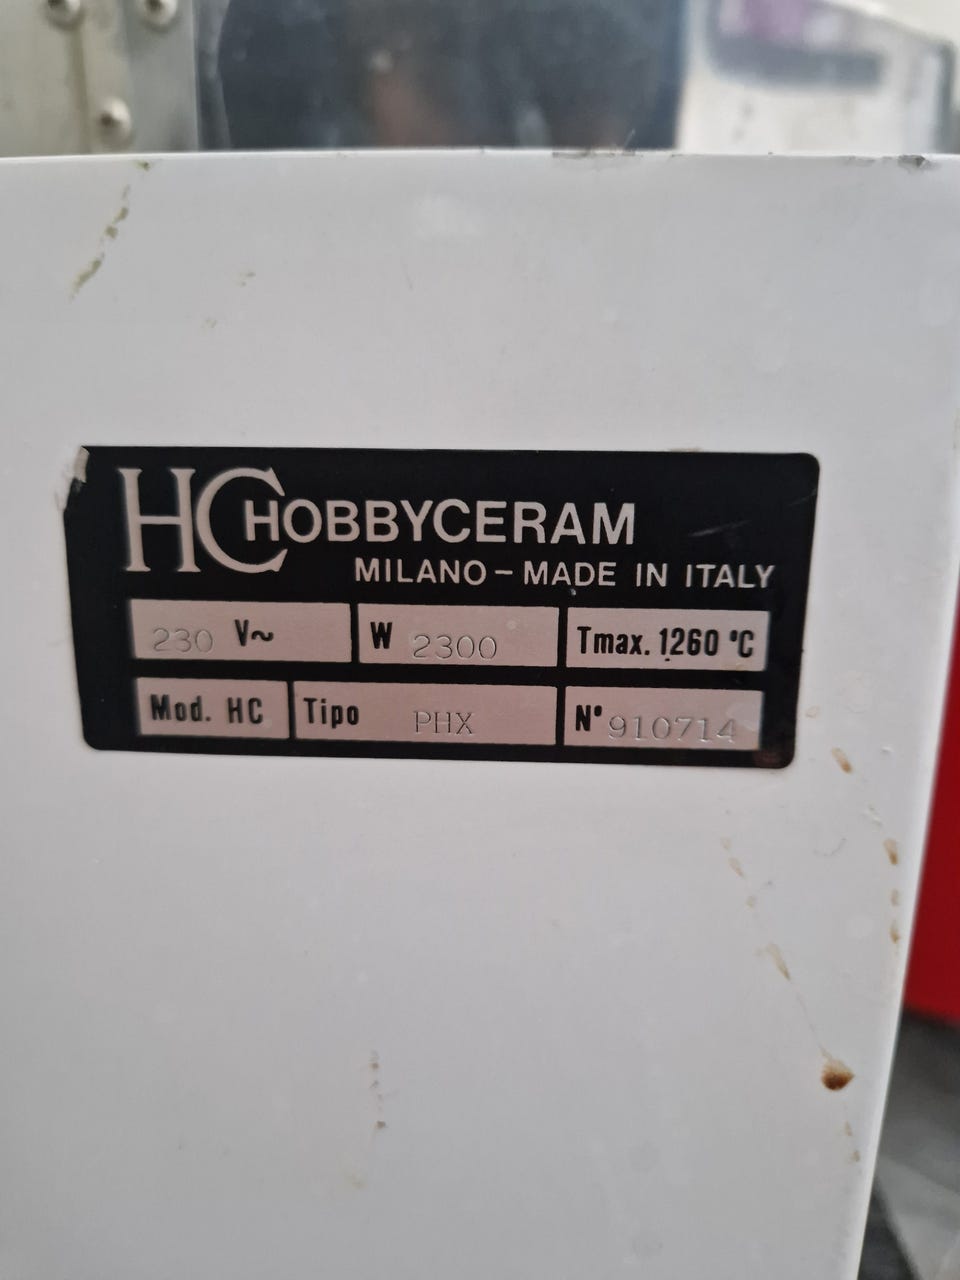 HC HOBBYCERAM
MILANO – MADE IN ITALY
230 V~ W 2300 Tmax. 1260 °C
Mod. HC Tipo PHX N° 910714